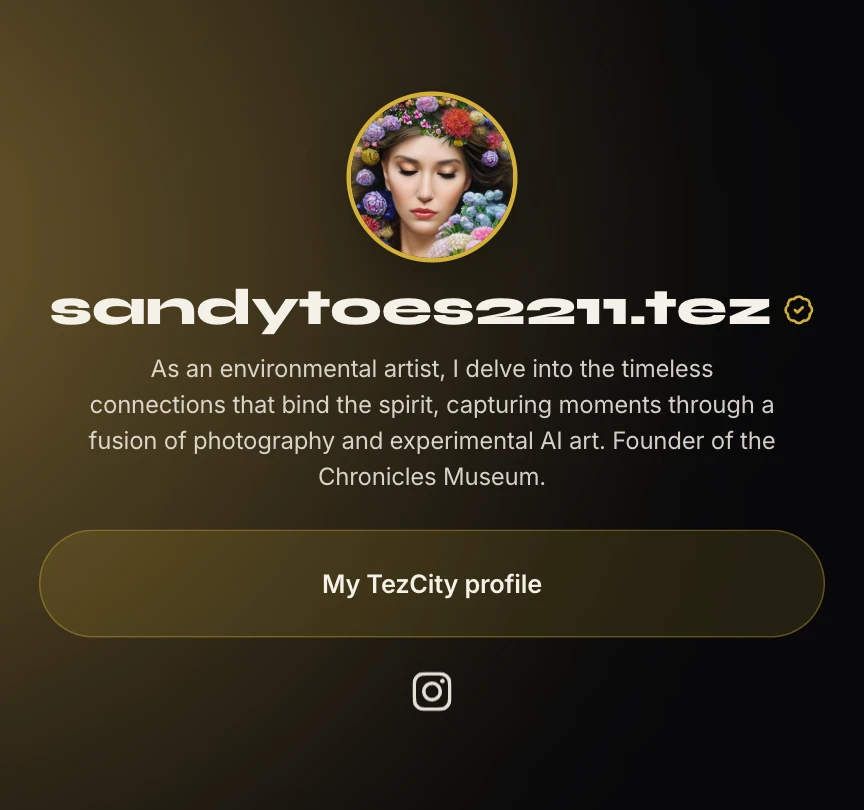 sandytoes2211.tez
As an environmental artist, I delve into the timeless
connections that bind the spirit, capturing moments through a
fusion of photography and experimental AI art. Founder of the
Chronicles Museum.
My TezCity profile